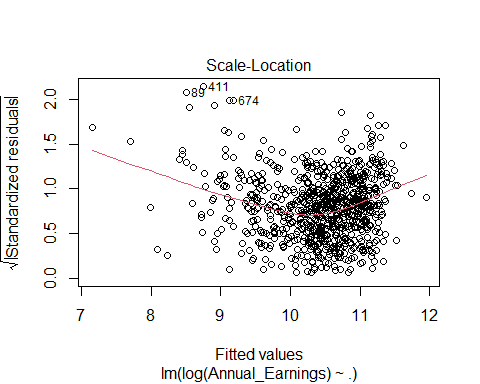 Scale-Location
√|Standardized residuals|
2.0
1.5
1.0
0.5
0.0
89
411
674
7 8 9 10 11 12
Fitted values
lm(log(Annual_Earnings) ~ .)